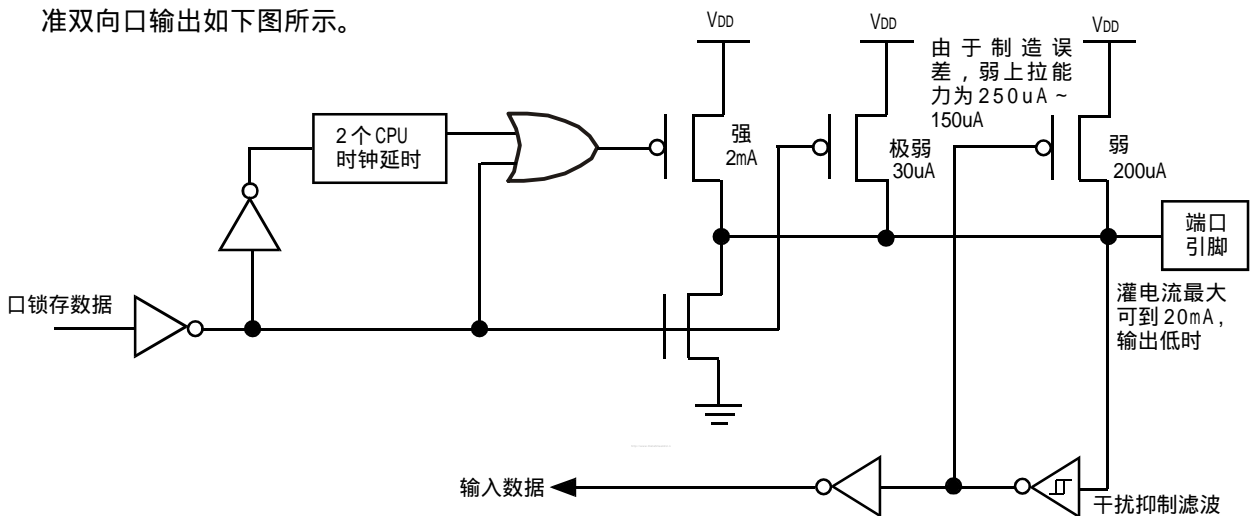 准双向口输出如下图所示。
VDD
VDD
VDD
由于制造误
差,弱上拉能
力为250uA~
150uA
2个CPU
时钟延时
强
2mA
极弱
30uA
弱
200uA
端口
引脚
口锁存数据
灌电流最大
可到20mA,
输出低时
输入数据
干扰抑制滤波